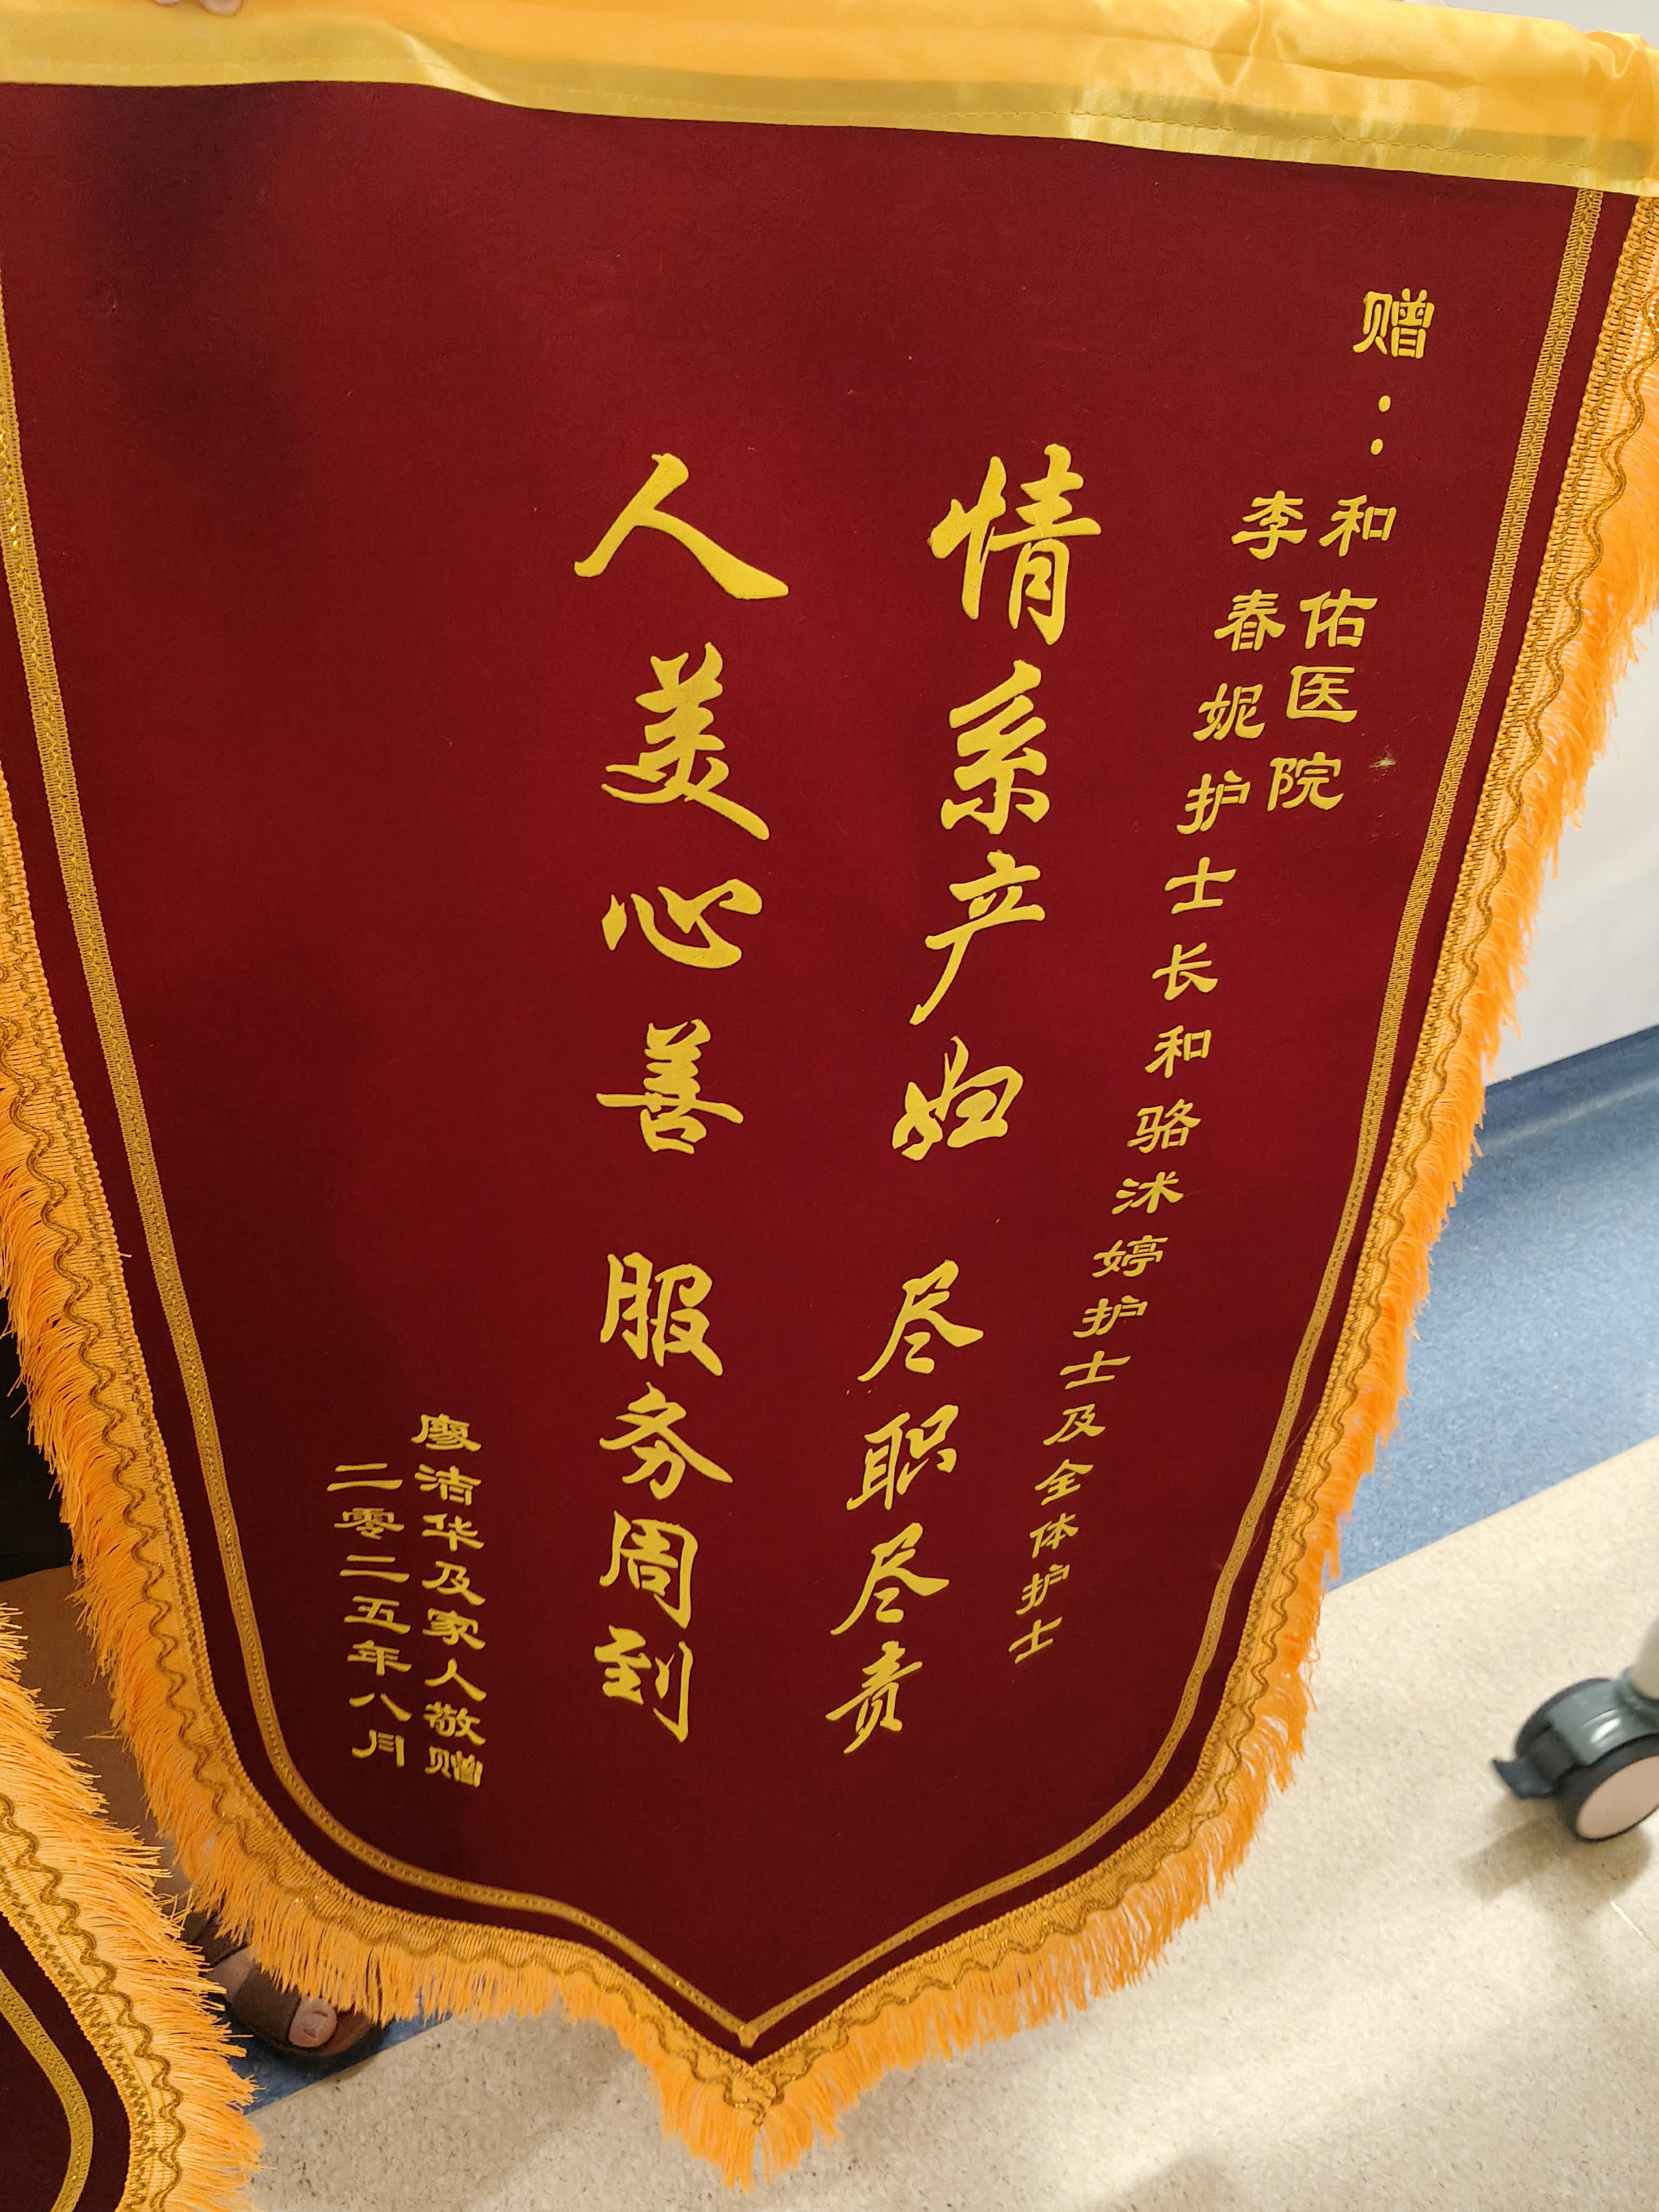 赠：和佑医院
李春妮护士长和骆沭婷护士及全体护士
情系产妇 尽职尽责
人美心善 服务周到
廖洁华及家人敬赠
二零二五年八月